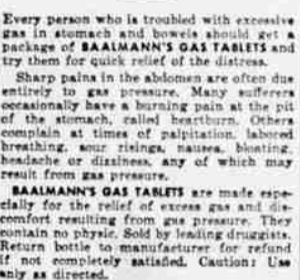 Every person who is troubled with excessive
gas in stomach and bowels should get a
package of BAALMANN'S GAS TABLETS and
try them for quick relief of the distress.
Sharp pains in the abdomen are often due
entirely to gas pressure. Many sufferers
occasionally have a burning pain at the pit
of the stomach, called heartburn. Others
complain at times of palpitation, labored
breathing, sour risings, nausea, bloating,
headache or dizziness, any of which may
result from gas pressure.
BAALMANN'S GAS TABLETS are made espe-
cially for the relief of excess gas and dis-
comfort resulting from gas pressure. They
contain no physic. Sold by leading druggists.
Return bottle to manufacturer for refund
if not completely satisfied. Caution: Use
only as directed.